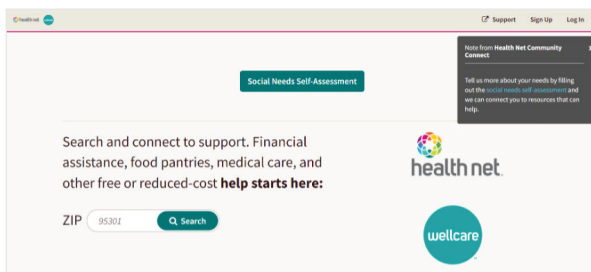 health net wellcare Support Sign Up Log In
Note from Health Net Community
Connect
Tell us more about your needs by filling
out the social needs self-assessment and
we can connect you to resources that can
help.
Social Needs Self-Assessment
Search and connect to support. Financial
assistance, food pantries, medical care, and
other free or reduced-cost help starts here:
ZIP 95301 Search
health net.
wellcare